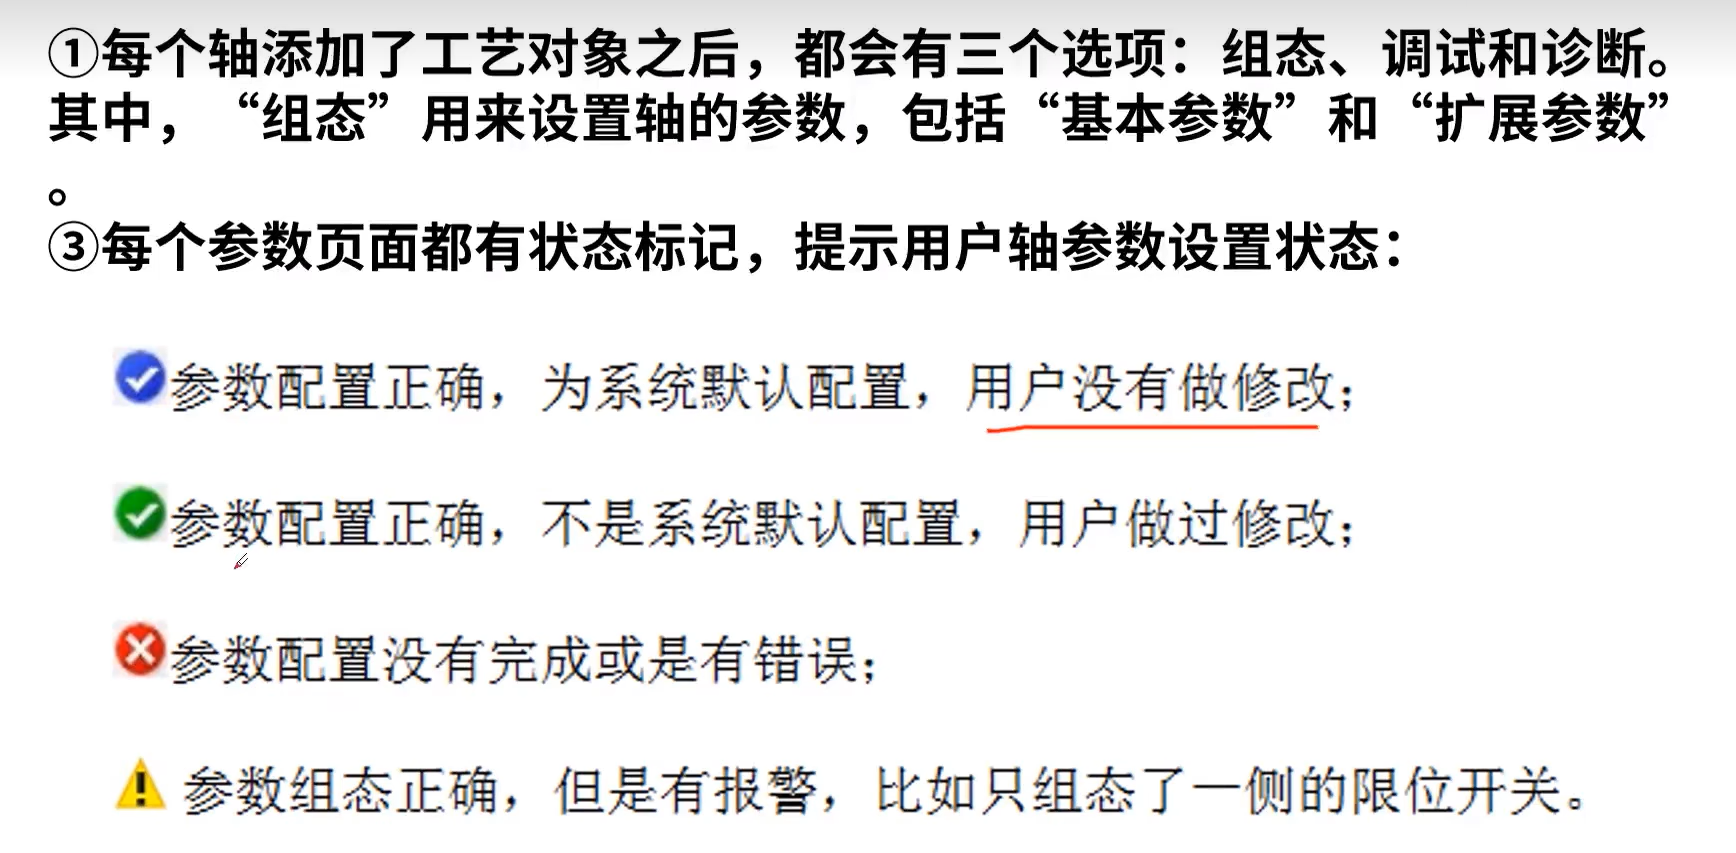 ①每个轴添加了工艺对象之后，都会有三个选项：组态、调试和诊断。
其中，“组态”用来设置轴的参数，包括“基本参数”和“扩展参数”
。
③每个参数页面都有状态标记，提示用户轴参数设置状态：
参数配置正确，为系统默认配置，用户没有做修改；
参数配置正确，不是系统默认配置，用户做过修改；
参数配置没有完成或是有错误；
参数组态正确，但是有报警，比如只组态了一侧的限位开关。